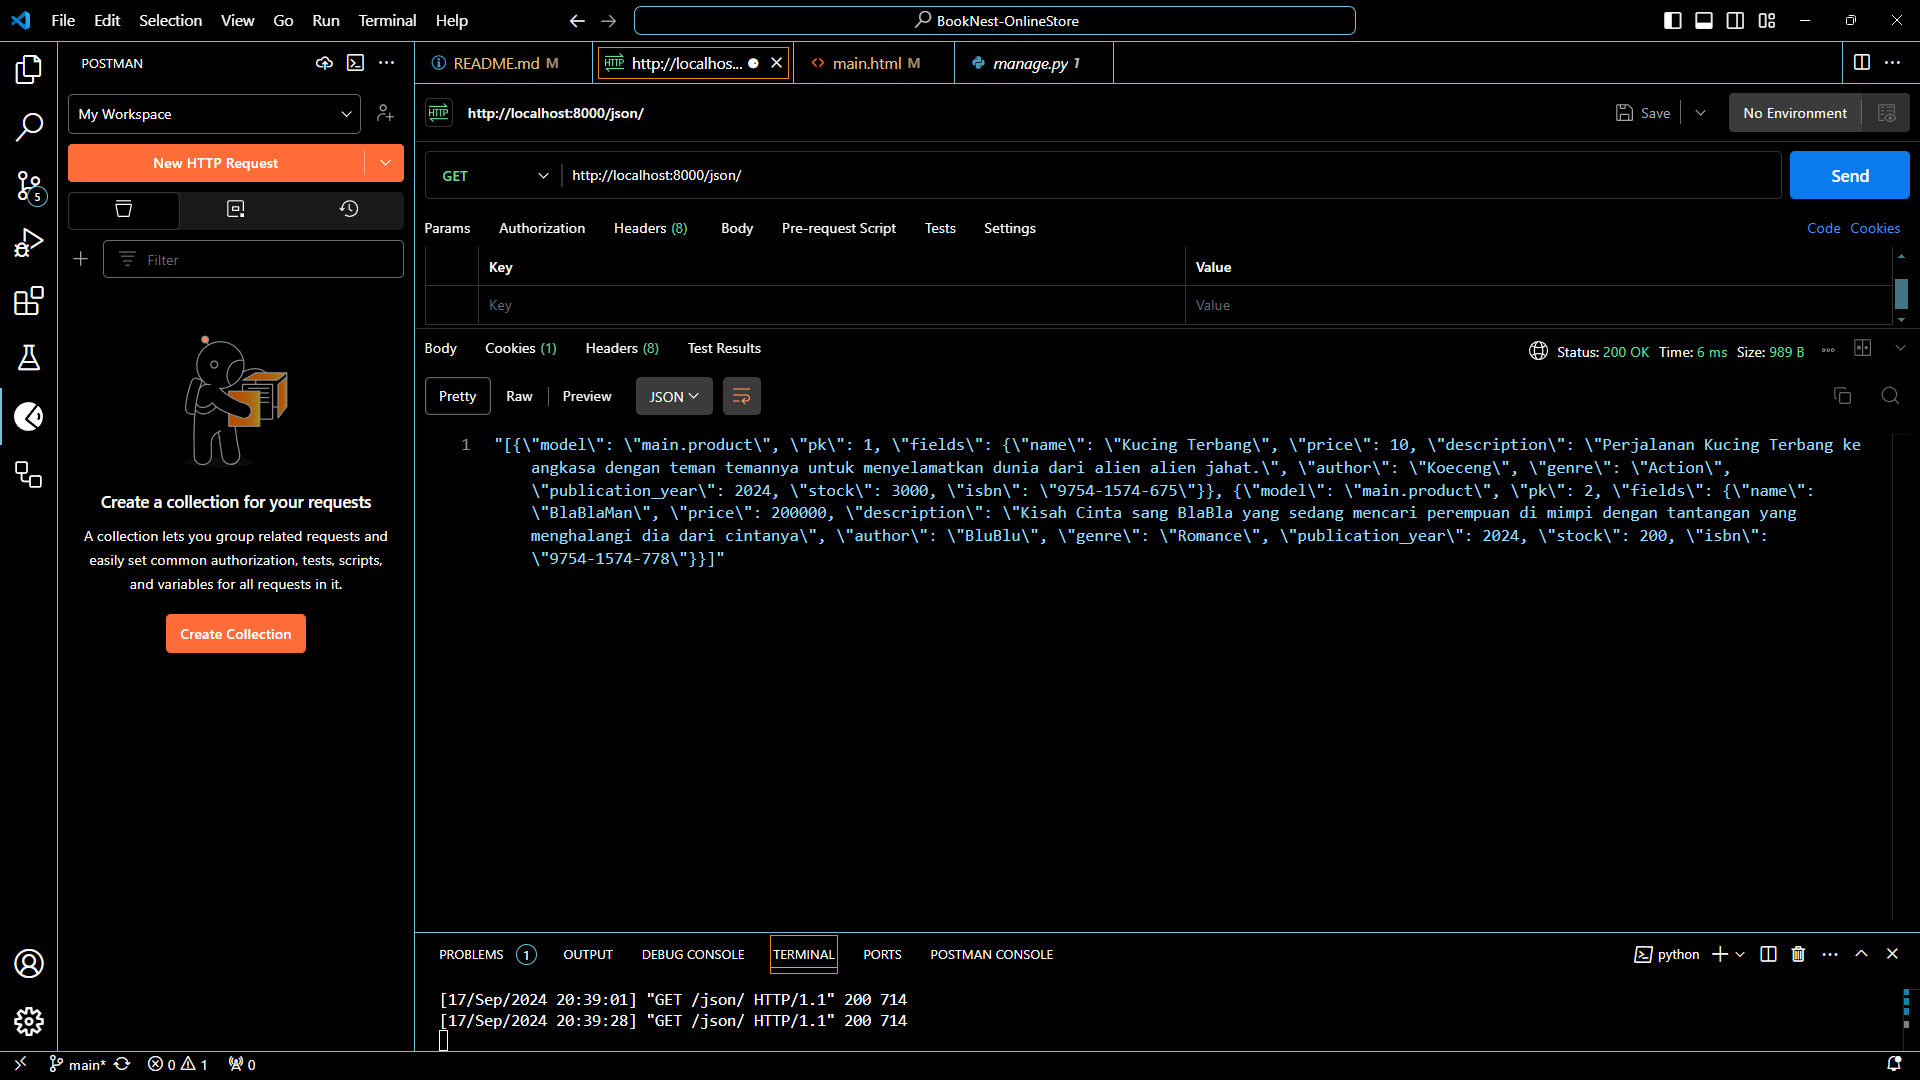 File Edit Selection View Go Run Terminal Help
BookNest-OnlineStore
POSTMAN
README.md M
http://localhos...
main.html M
manage.py 1
My Workspace
http://localhost:8000/json/
Save
No Environment
New HTTP Request
GET
http://localhost:8000/json/
Send
5
Params Authorization Headers (8) Body Pre-request Script Tests Settings
Code Cookies
Filter
Key Value
Key Value
Body Cookies (1) Headers (8) Test Results
Status: 200 OK Time: 6 ms Size: 989 B
Pretty Raw Preview JSON
1 "[{\"model\": \"main.product\", \"pk\": 1, \"fields\": {\"name\": \"Kucing Terbang\", \"price\": 10, \"description\": \"Perjalanan Kucing Terbang ke
angkasa dengan teman temannya untuk menyelamatkan dunia dari alien alien jahat.\", \"author\": \"Koeceng\", \"genre\": \"Action\",
\"publication_year\": 2024, \"stock\": 3000, \"isbn\": \"9754-1574-675\"}}, {\"model\": \"main.product\", \"pk\": 2, \"fields\": {\"name\":
\"BlaBlaMan\", \"price\": 200000, \"description\": \"Kisah Cinta sang BlaBla yang sedang mencari perempuan di mimpi dengan tantangan yang
menghalangi dia dari cintanya\", \"author\": \"BluBlu\", \"genre\": \"Romance\", \"publication_year\": 2024, \"stock\": 200, \"isbn\":
\"9754-1574-778\"}}]"
Create a collection for your requests
A collection lets you group related requests and
easily set common authorization, tests, scripts,
and variables for all requests in it.
Create Collection
PROBLEMS 1 OUTPUT DEBUG CONSOLE TERMINAL PORTS POSTMAN CONSOLE
python
[17/Sep/2024 20:39:01] "GET /json/ HTTP/1.1" 200 714
[17/Sep/2024 20:39:28] "GET /json/ HTTP/1.1" 200 714
main* 0 1 0